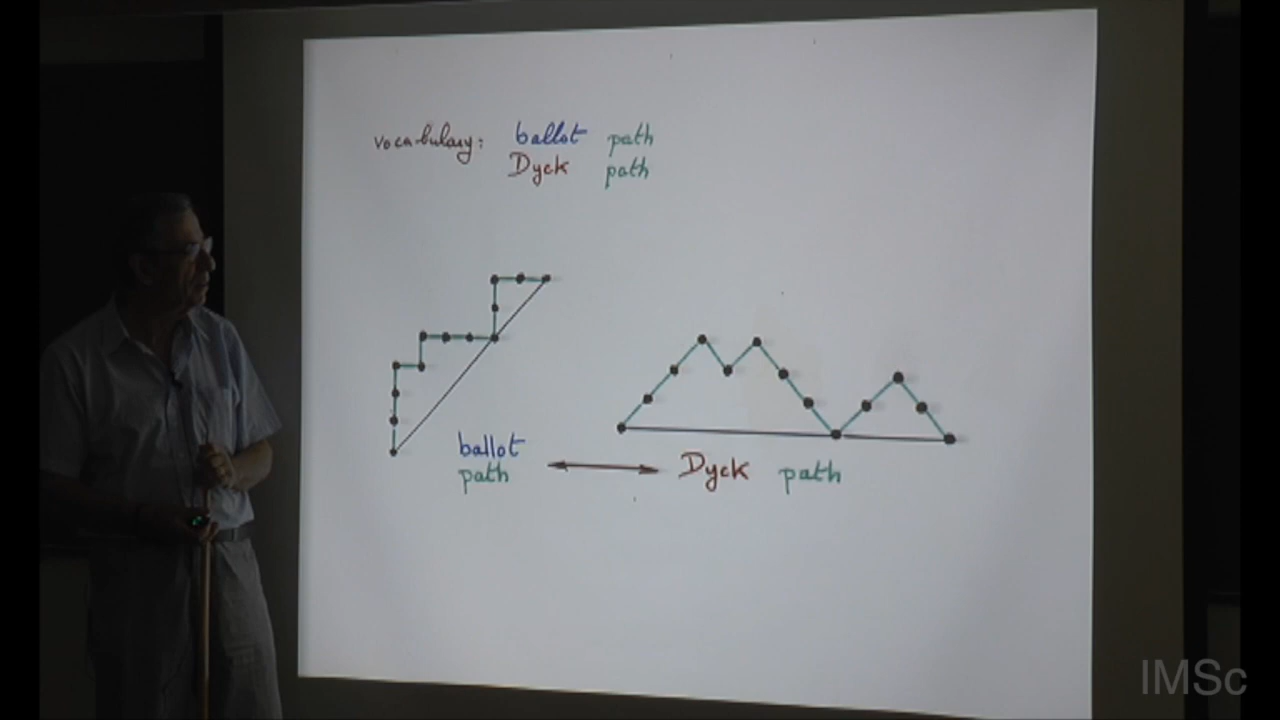 vocabulary: ballot path
Dyck path
ballot
path
Dyck path
IMSc